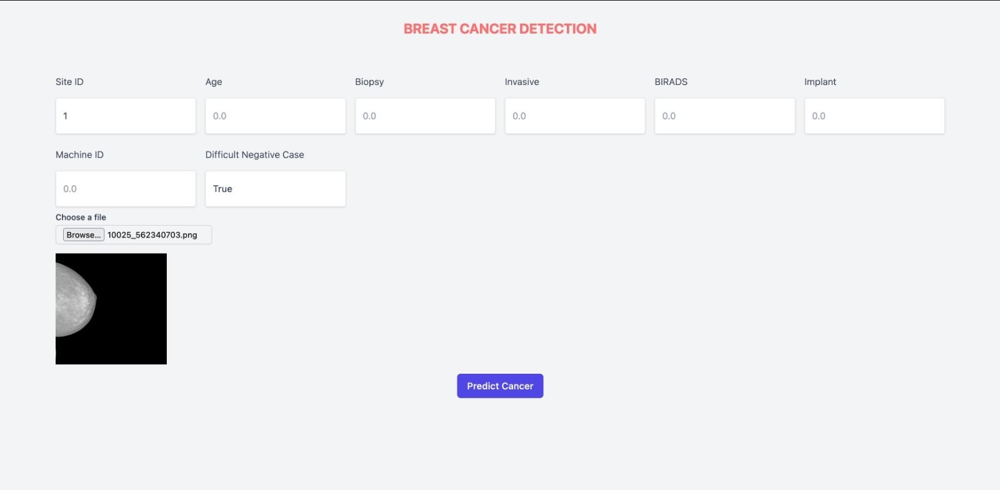 BREAST CANCER DETECTION
Site ID Age Biopsy Invasive BIRADS Implant
1 0.0 0.0 0.0 0.0 0.0
Machine ID Difficult Negative Case
0.0 True
Choose a file
Browse... 10025_562340703.png
Predict Cancer